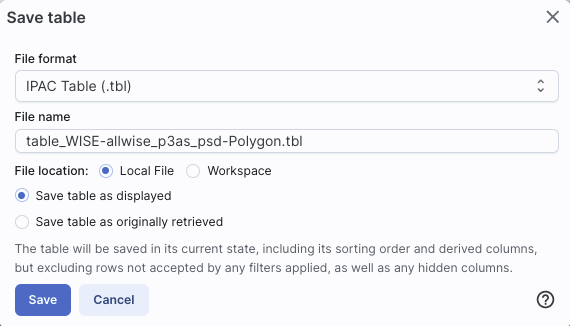 Save table
File format
IPAC Table (.tbl)
File name
table_WISE-allwise_p3as_psd-Polygon.tbl
File location: Local File Workspace
Save table as displayed
Save table as originally retrieved
The table will be saved in its current state, including its sorting order and derived columns,
but excluding rows not accepted by any filters applied, as well as any hidden columns.
Save Cancel